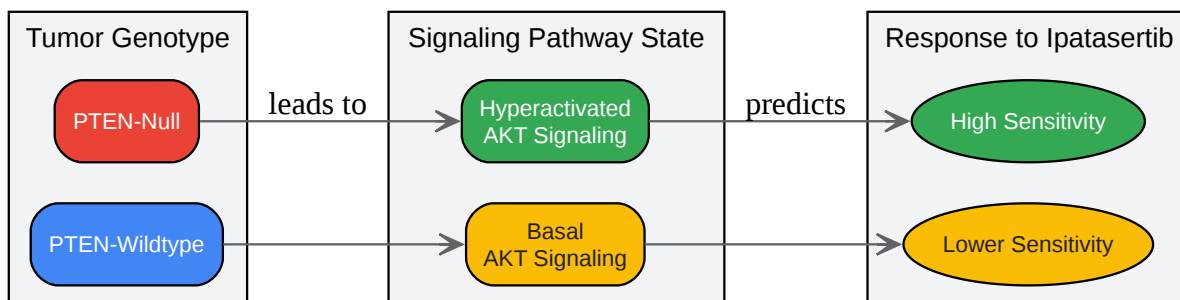 Tumor Genotype
Signaling Pathway State
Response to Ipatasertib
PTEN-Null
leads to
Hyperactivated
AKT Signaling
predicts
High Sensitivity
PTEN-Wildtype
Basal
AKT Signaling
Lower Sensitivity